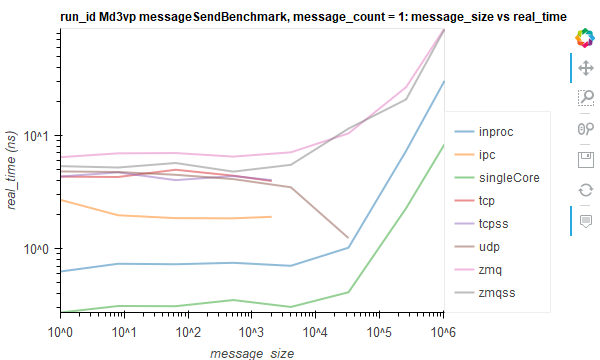 run_id Md3vp messageSendBenchmark, message_count = 1: message_size vs real_time
real_time (ns)
10^1
10^0
10^0 10^1 10^2 10^3 10^4 10^5 10^6
message_size
inproc
ipc
singleCore
tcp
tcpss
udp
zmq
zmqss